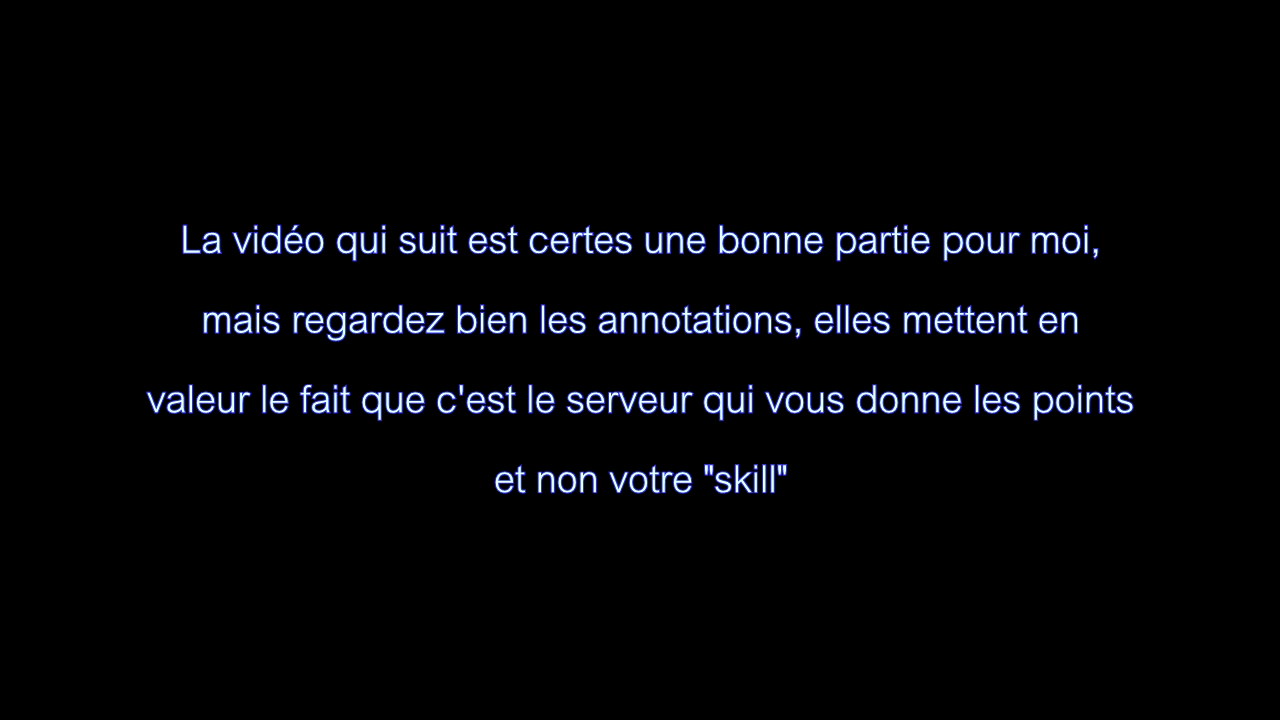 La vidéo qui suit est certes une bonne partie pour moi,
mais regardez bien les annotations, elles mettent en
valeur le fait que c'est le serveur qui vous donne les points
et non votre "skill"